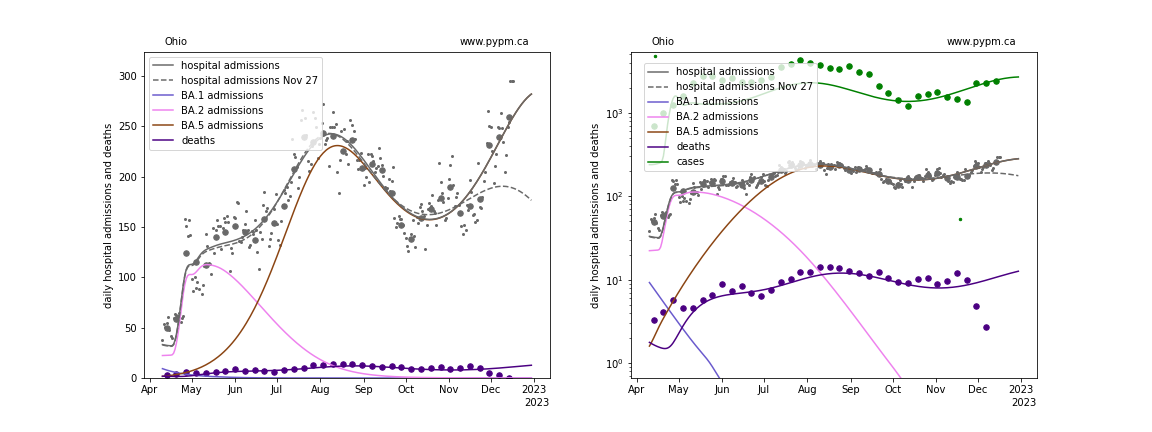 Ohio www.pypm.ca
daily hospital admissions and deaths
300
250
200
150
100
50
0
hospital admissions
hospital admissions Nov 27
BA.1 admissions
BA.2 admissions
BA.5 admissions
deaths
Apr May Jun Jul Aug Sep Oct Nov Dec 2023
2023
Ohio www.pypm.ca
daily hospital admissions and deaths
10³
10²
10¹
10⁰
hospital admissions
hospital admissions Nov 27
BA.1 admissions
BA.2 admissions
BA.5 admissions
deaths
cases
Apr May Jun Jul Aug Sep Oct Nov Dec 2023
2023